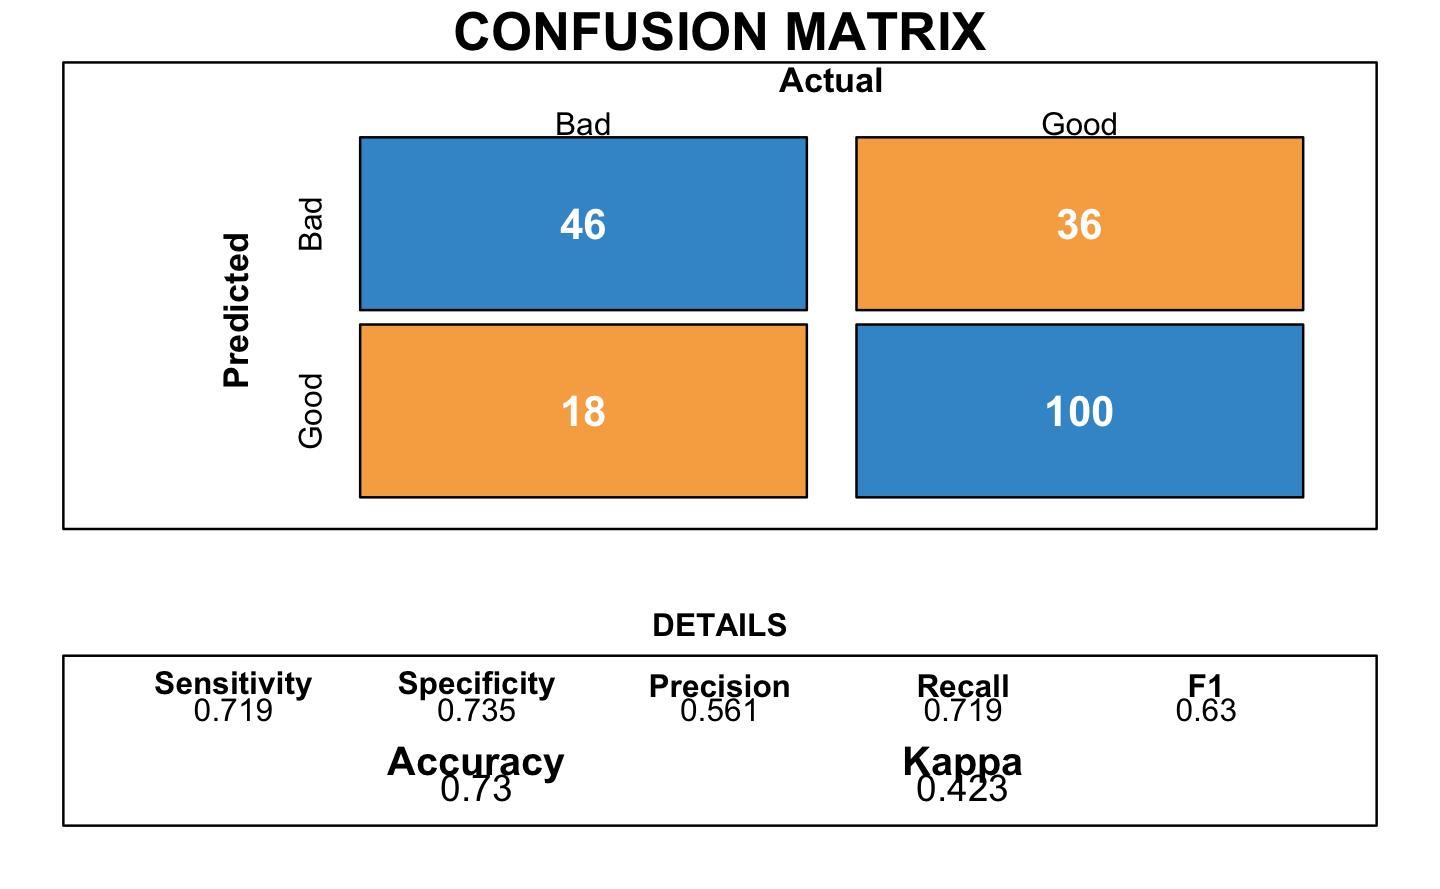 CONFUSION MATRIX
Actual
Bad Good
Predicted
Bad 46 36
Good 18 100
DETAILS
Sensitivity Specificity Precision Recall F1
0.719 0.735 0.561 0.719 0.63
Accuracy Kappa
0.73 0.423